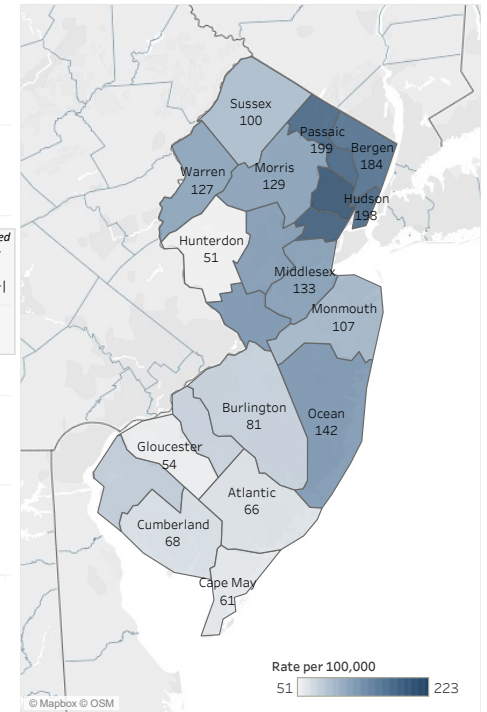 Sussex
100
Passaic
199
Bergen
184
Warren
127
Morris
129
Hudson
198
ed
Hunterdon
51
Middlesex
133
Monmouth
107
Burlington
81
Ocean
142
Gloucester
54
Atlantic
66
Cumberland
68
Cape May
61
Rate per 100,000
51 223
© Mapbox © OSM